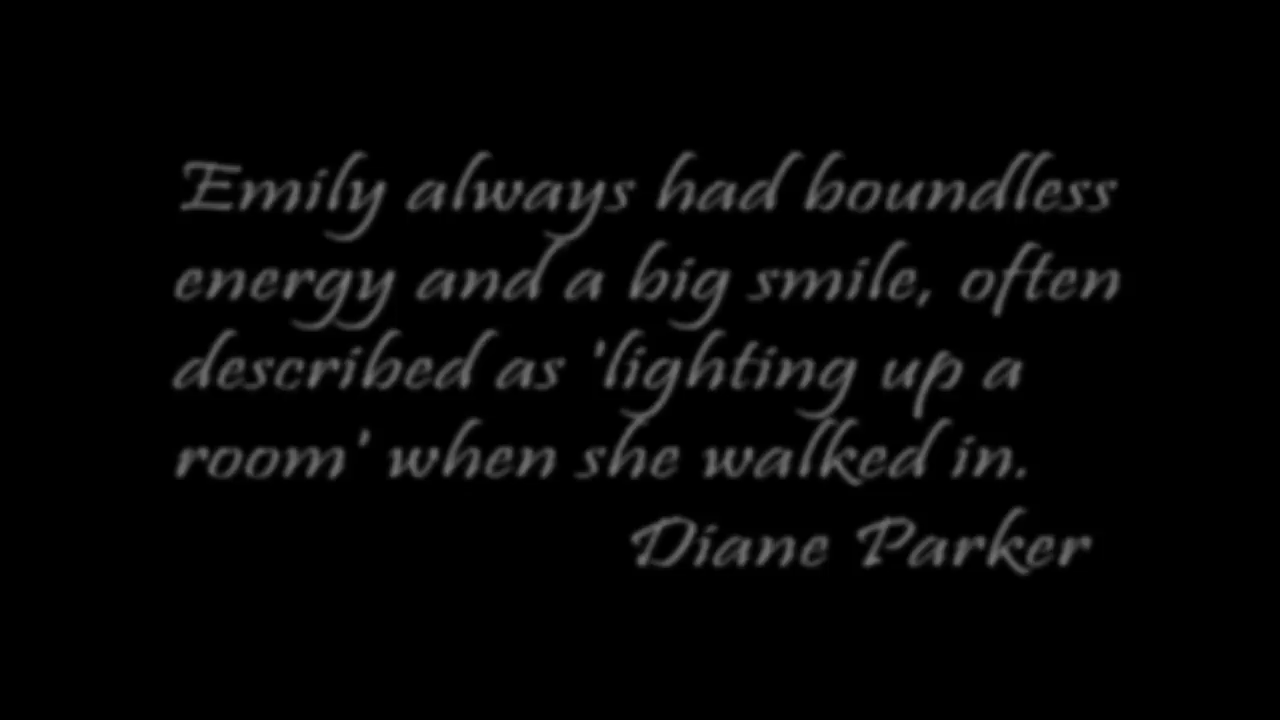 Emily always had boundless
energy and a big smile, often
described as 'lighting up a
room' when she walked in.
Diane Parker